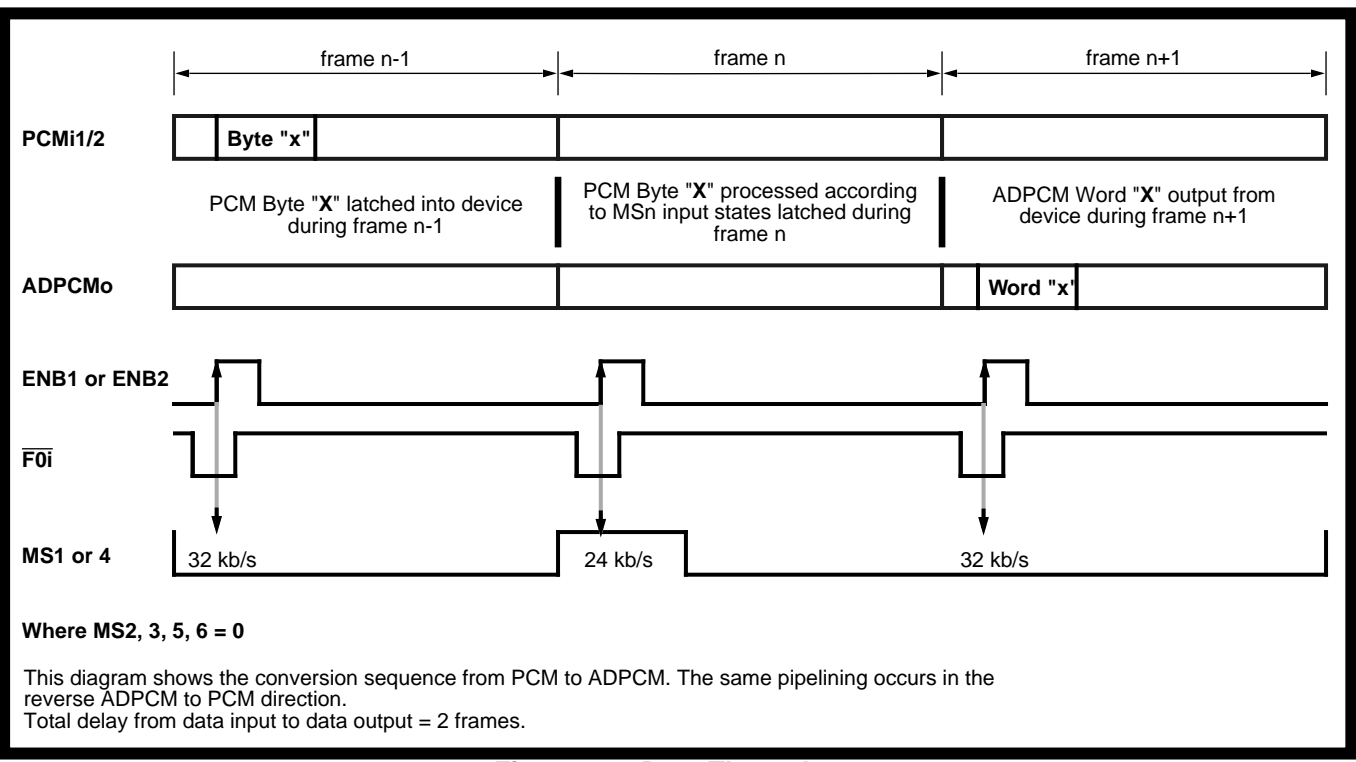 frame n-1
frame n
frame n+1
PCMi1/2
Byte "x"
PCM Byte "X" latched into device
during frame n-1
PCM Byte "X" processed according
to MSn input states latched during
frame n
ADPCM Word "X" output from
device during frame n+1
ADPCMo
Word "x"
ENB1 or ENB2
F0i
MS1 or 4
32 kb/s
24 kb/s
32 kb/s
Where MS2, 3, 5, 6 = 0
This diagram shows the conversion sequence from PCM to ADPCM. The same pipelining occurs in the
reverse ADPCM to PCM direction.
Total delay from data input to data output = 2 frames.